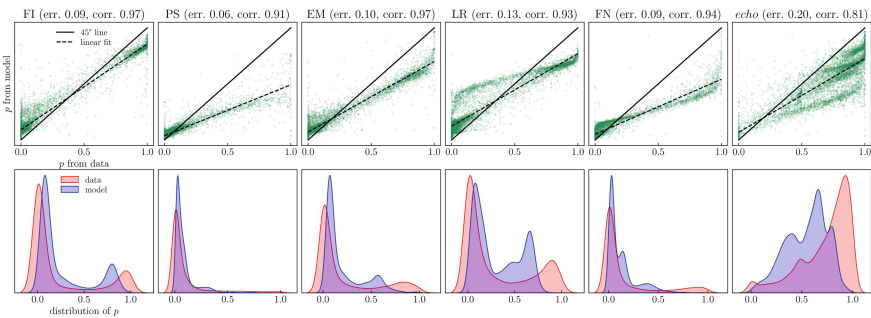 FI (err. 0.09, corr. 0.97)
PS (err. 0.06, corr. 0.91)
EM (err. 0.10, corr. 0.97)
LR (err. 0.13, corr. 0.93)
FN (err. 0.09, corr. 0.94)
echo (err. 0.20, corr. 0.81)
p from model
45° line
linear fit
0.0 0.5 1.0
0.0 0.5 1.0
0.0 0.5 1.0
0.0 0.5 1.0
0.0 0.5 1.0
0.0 0.5 1.0
p from data
data
model
0.0 0.5 1.0
0.0 0.5 1.0
0.0 0.5 1.0
0.0 0.5 1.0
0.0 0.5 1.0
0.0 0.5 1.0
distribution of p